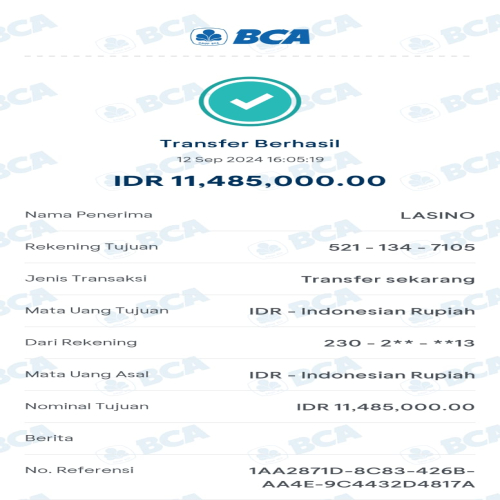 BCA
Transfer Berhasil
12 Sep 2024 16:05:19
IDR 11,485,000.00
Nama Penerima LASINO
Rekening Tujuan 521 - 134 - 7105
Jenis Transaksi Transfer sekarang
Mata Uang Tujuan IDR - Indonesian Rupiah
Dari Rekening 230 - 2** - **13
Mata Uang Asal IDR - Indonesian Rupiah
Nominal Tujuan IDR 11,485,000.00
Berita
No. Referensi 1AA2871D-8C83-426B-
AA4E-9C4432D4817A